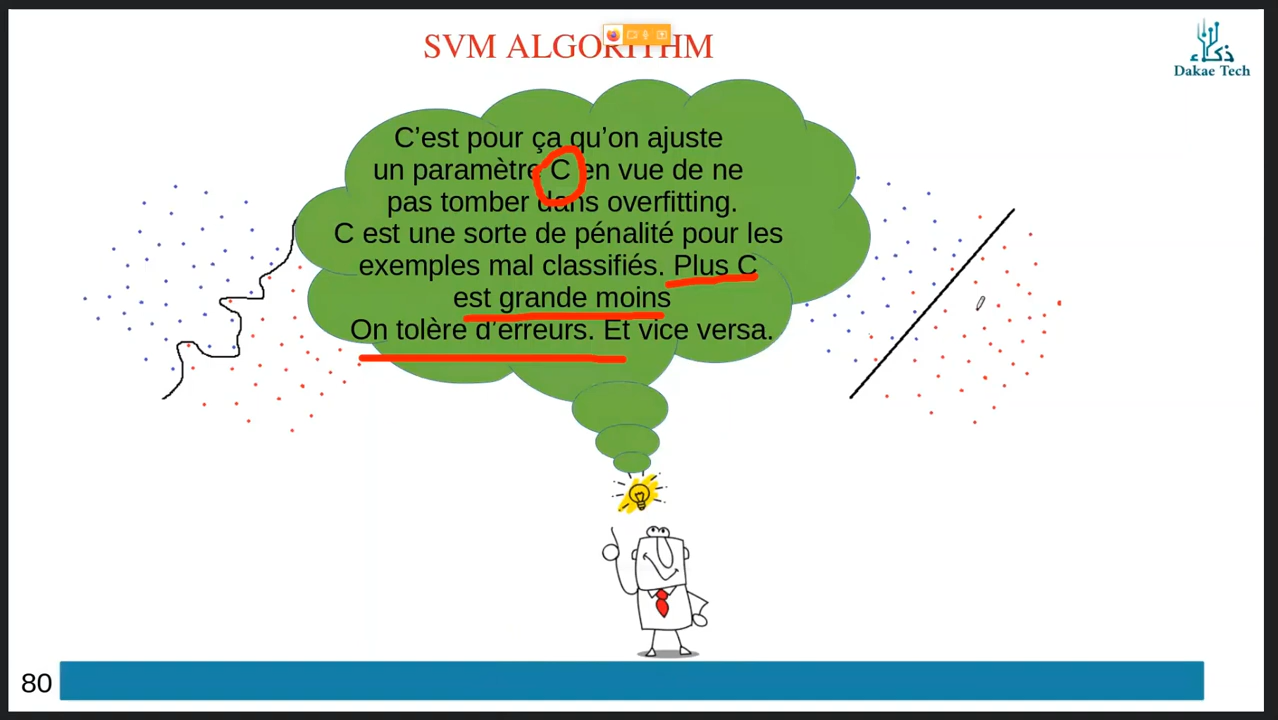 SVM ALGORITHM
ذكاء
Dakae Tech
C’est pour ça qu’on ajuste
un paramètre C en vue de ne
pas tomber dans overfitting.
C est une sorte de pénalité pour les
exemples mal classifiés. Plus C
est grande moins
On tolère d’erreurs. Et vice versa.
80